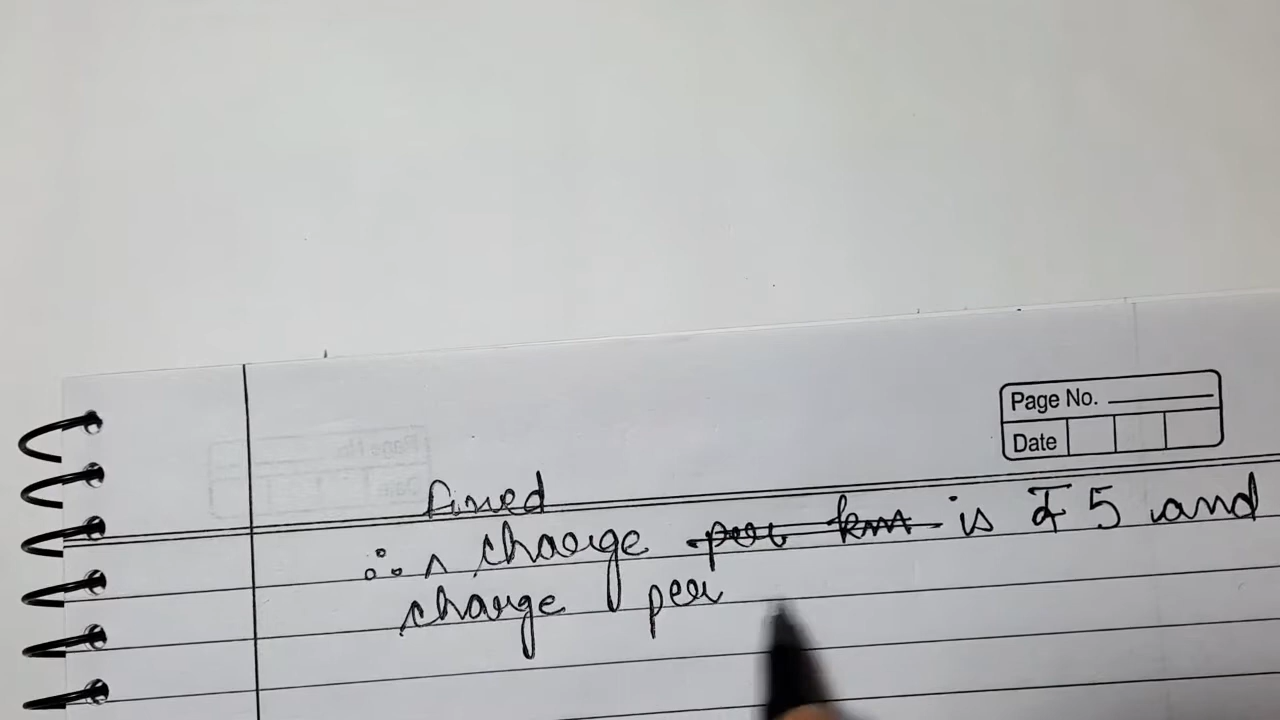 Page No.
Date
fixed
∴ ^ charge per km is ₹ 5 and
charge per